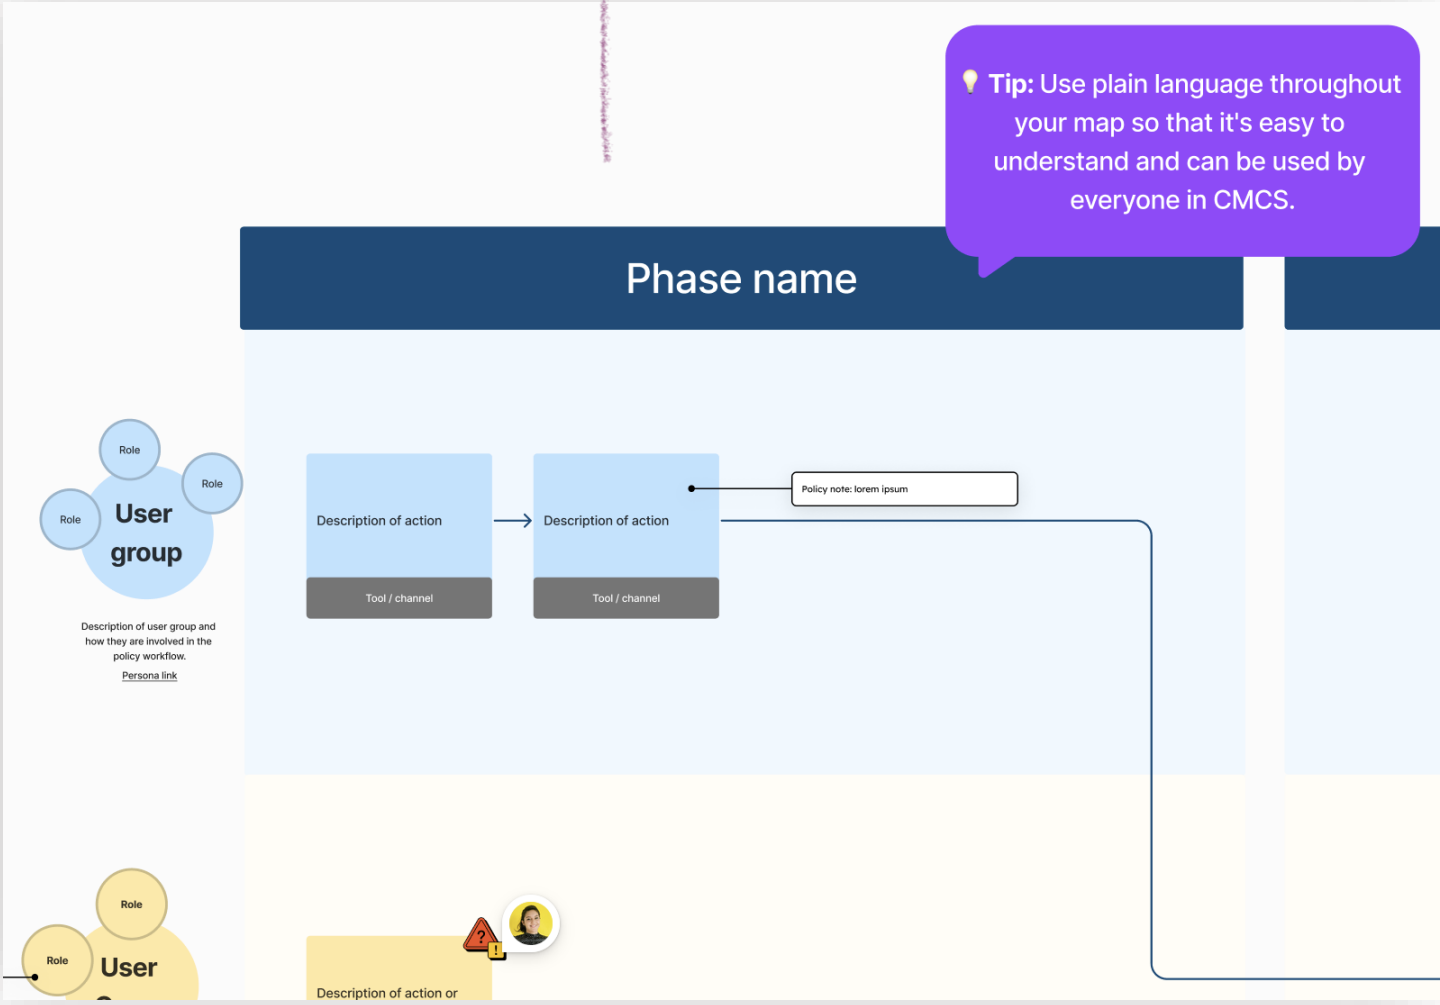 💡 Tip: Use plain language throughout
your map so that it's easy to
understand and can be used by
everyone in CMCS.
Phase name
Role
Role
Role
User
group
Description of user group and
how they are involved in the
policy workflow.
Persona link
Description of action
Tool / channel
Description of action
Tool / channel
Policy note: lorem ipsum
Role
Role
User
?
!
Description of action or